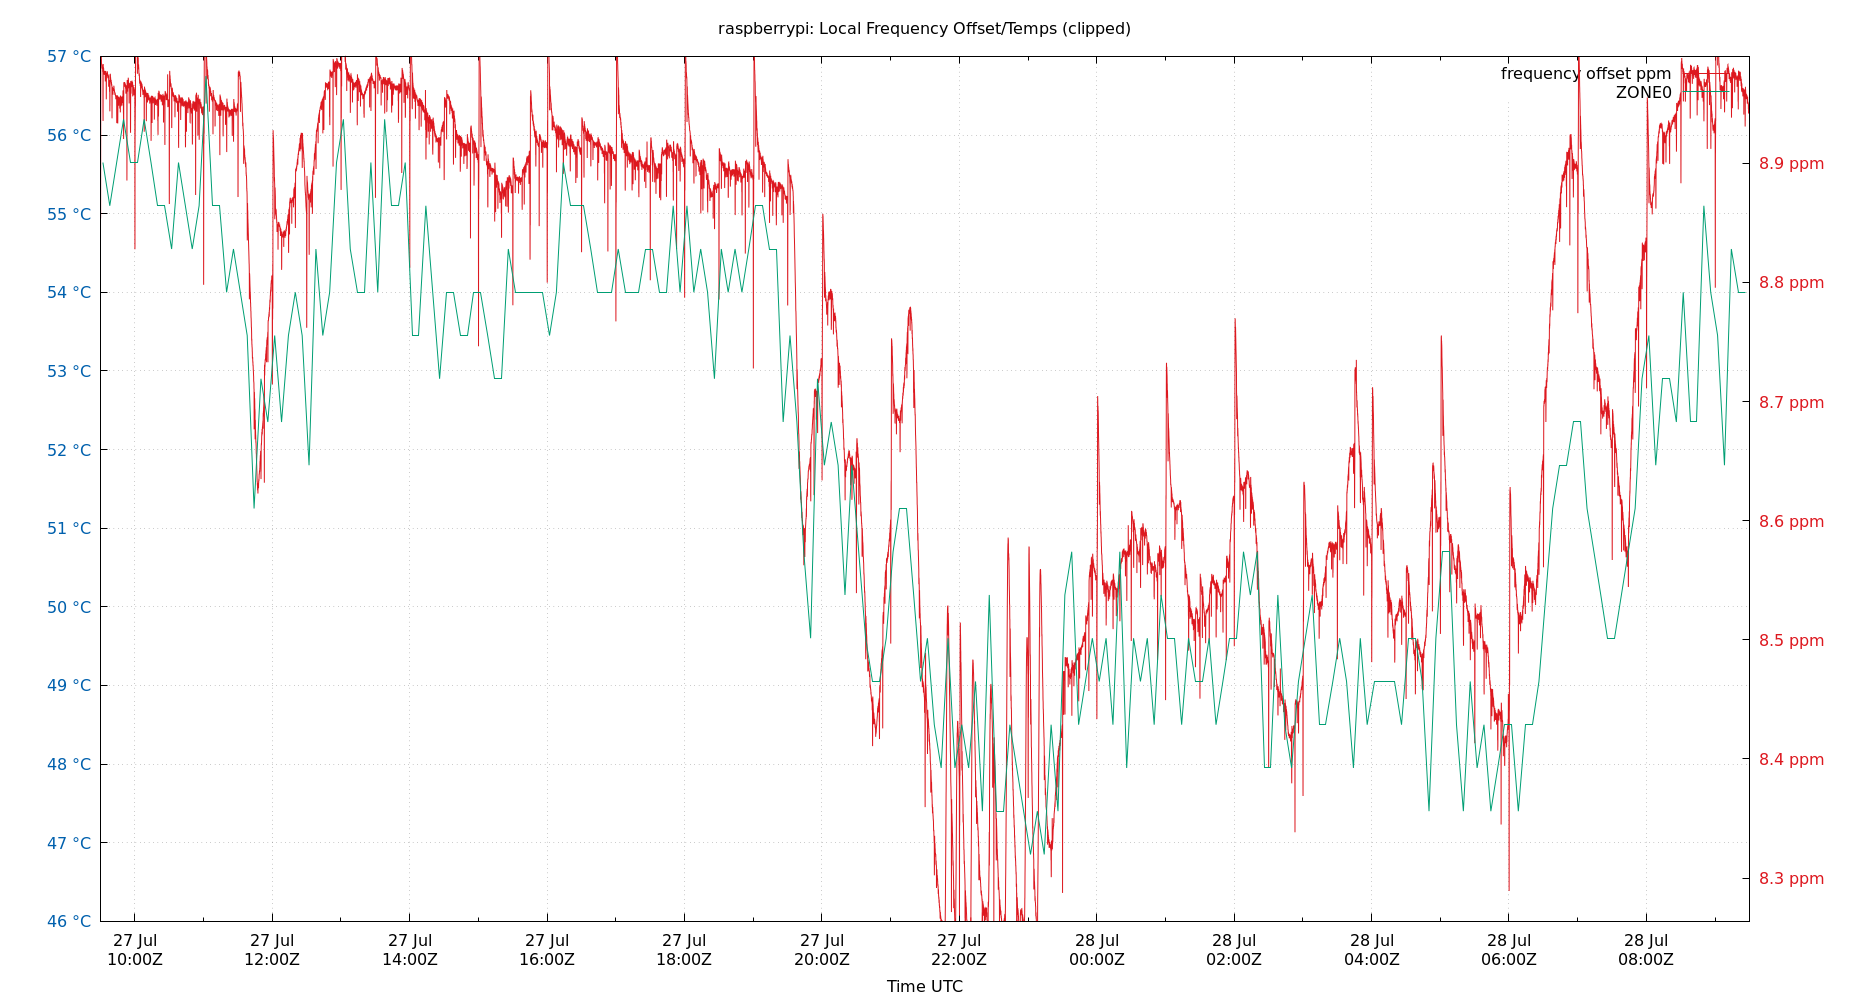 raspberrypi: Local Frequency Offset/Temps (clipped)
57 °C
56 °C
55 °C
54 °C
53 °C
52 °C
51 °C
50 °C
49 °C
48 °C
47 °C
46 °C
frequency offset ppm
ZONE0
8.9 ppm
8.8 ppm
8.7 ppm
8.6 ppm
8.5 ppm
8.4 ppm
8.3 ppm
27 Jul 27 Jul 27 Jul 27 Jul 27 Jul 27 Jul 27 Jul 28 Jul 28 Jul 28 Jul 28 Jul 28 Jul
10:00Z 12:00Z 14:00Z 16:00Z 18:00Z 20:00Z 22:00Z 00:00Z 02:00Z 04:00Z 06:00Z 08:00Z
Time UTC